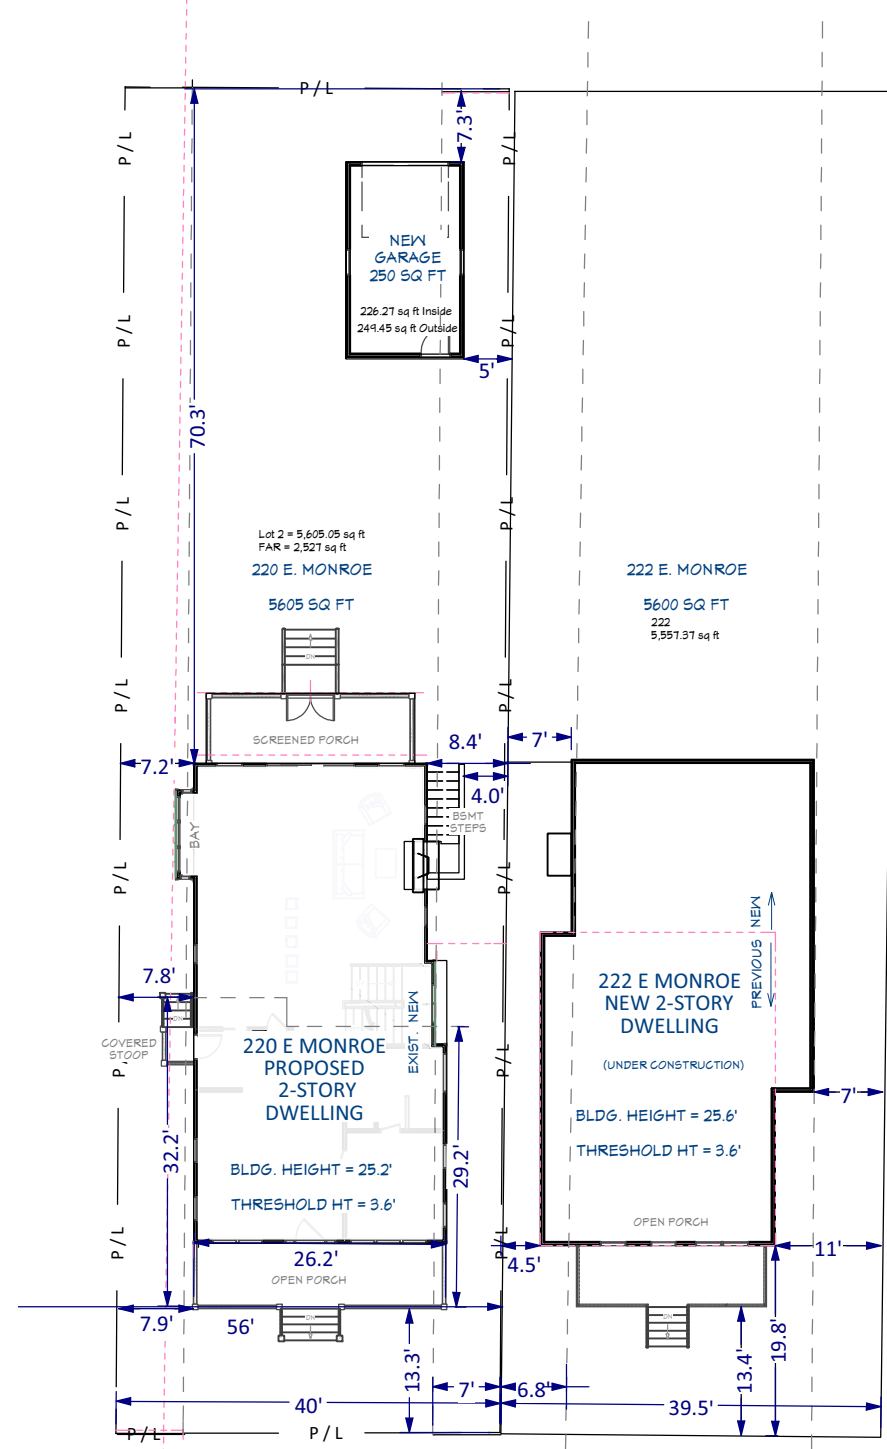 P / L
7.3'
P / L
P / L
NEW
GARAGE
250 SQ FT
226.27 sq ft Inside
249.45 sq ft Outside
P / L
P / L
5'
70.3'
P / L
P / L
Lot 2 = 5,605.05 sq ft
FAR = 2,527 sq ft
220 E. MONROE
5605 SQ FT
222 E. MONROE
5600 SQ FT
222
5,557.37 sq ft
DN
P / L
P / L
SCREENED PORCH
8.4'
7'
7.2'
4.0'
BSMT
STEPS
BAY
P / L
P / L
PREVIOUS NEW
7.8'
DN
COVERED
STOOP
EXIST. NEW
222 E MONROE
NEW 2-STORY
DWELLING
(UNDER CONSTRUCTION)
220 E MONROE
PROPOSED
2-STORY
DWELLING
P / L
P / L
7'
BLDG. HEIGHT = 25.6'
THRESHOLD HT = 3.6'
32.2'
29.2'
BLDG. HEIGHT = 25.2'
THRESHOLD HT = 3.6'
OPEN PORCH
P / L
P / L
26.2'
4.5'
11'
OPEN PORCH
7.9'
56'
DN
DN
13.3'
13.4'
19.8'
7'
6.8'
40'
39.5'
P / L
P / L